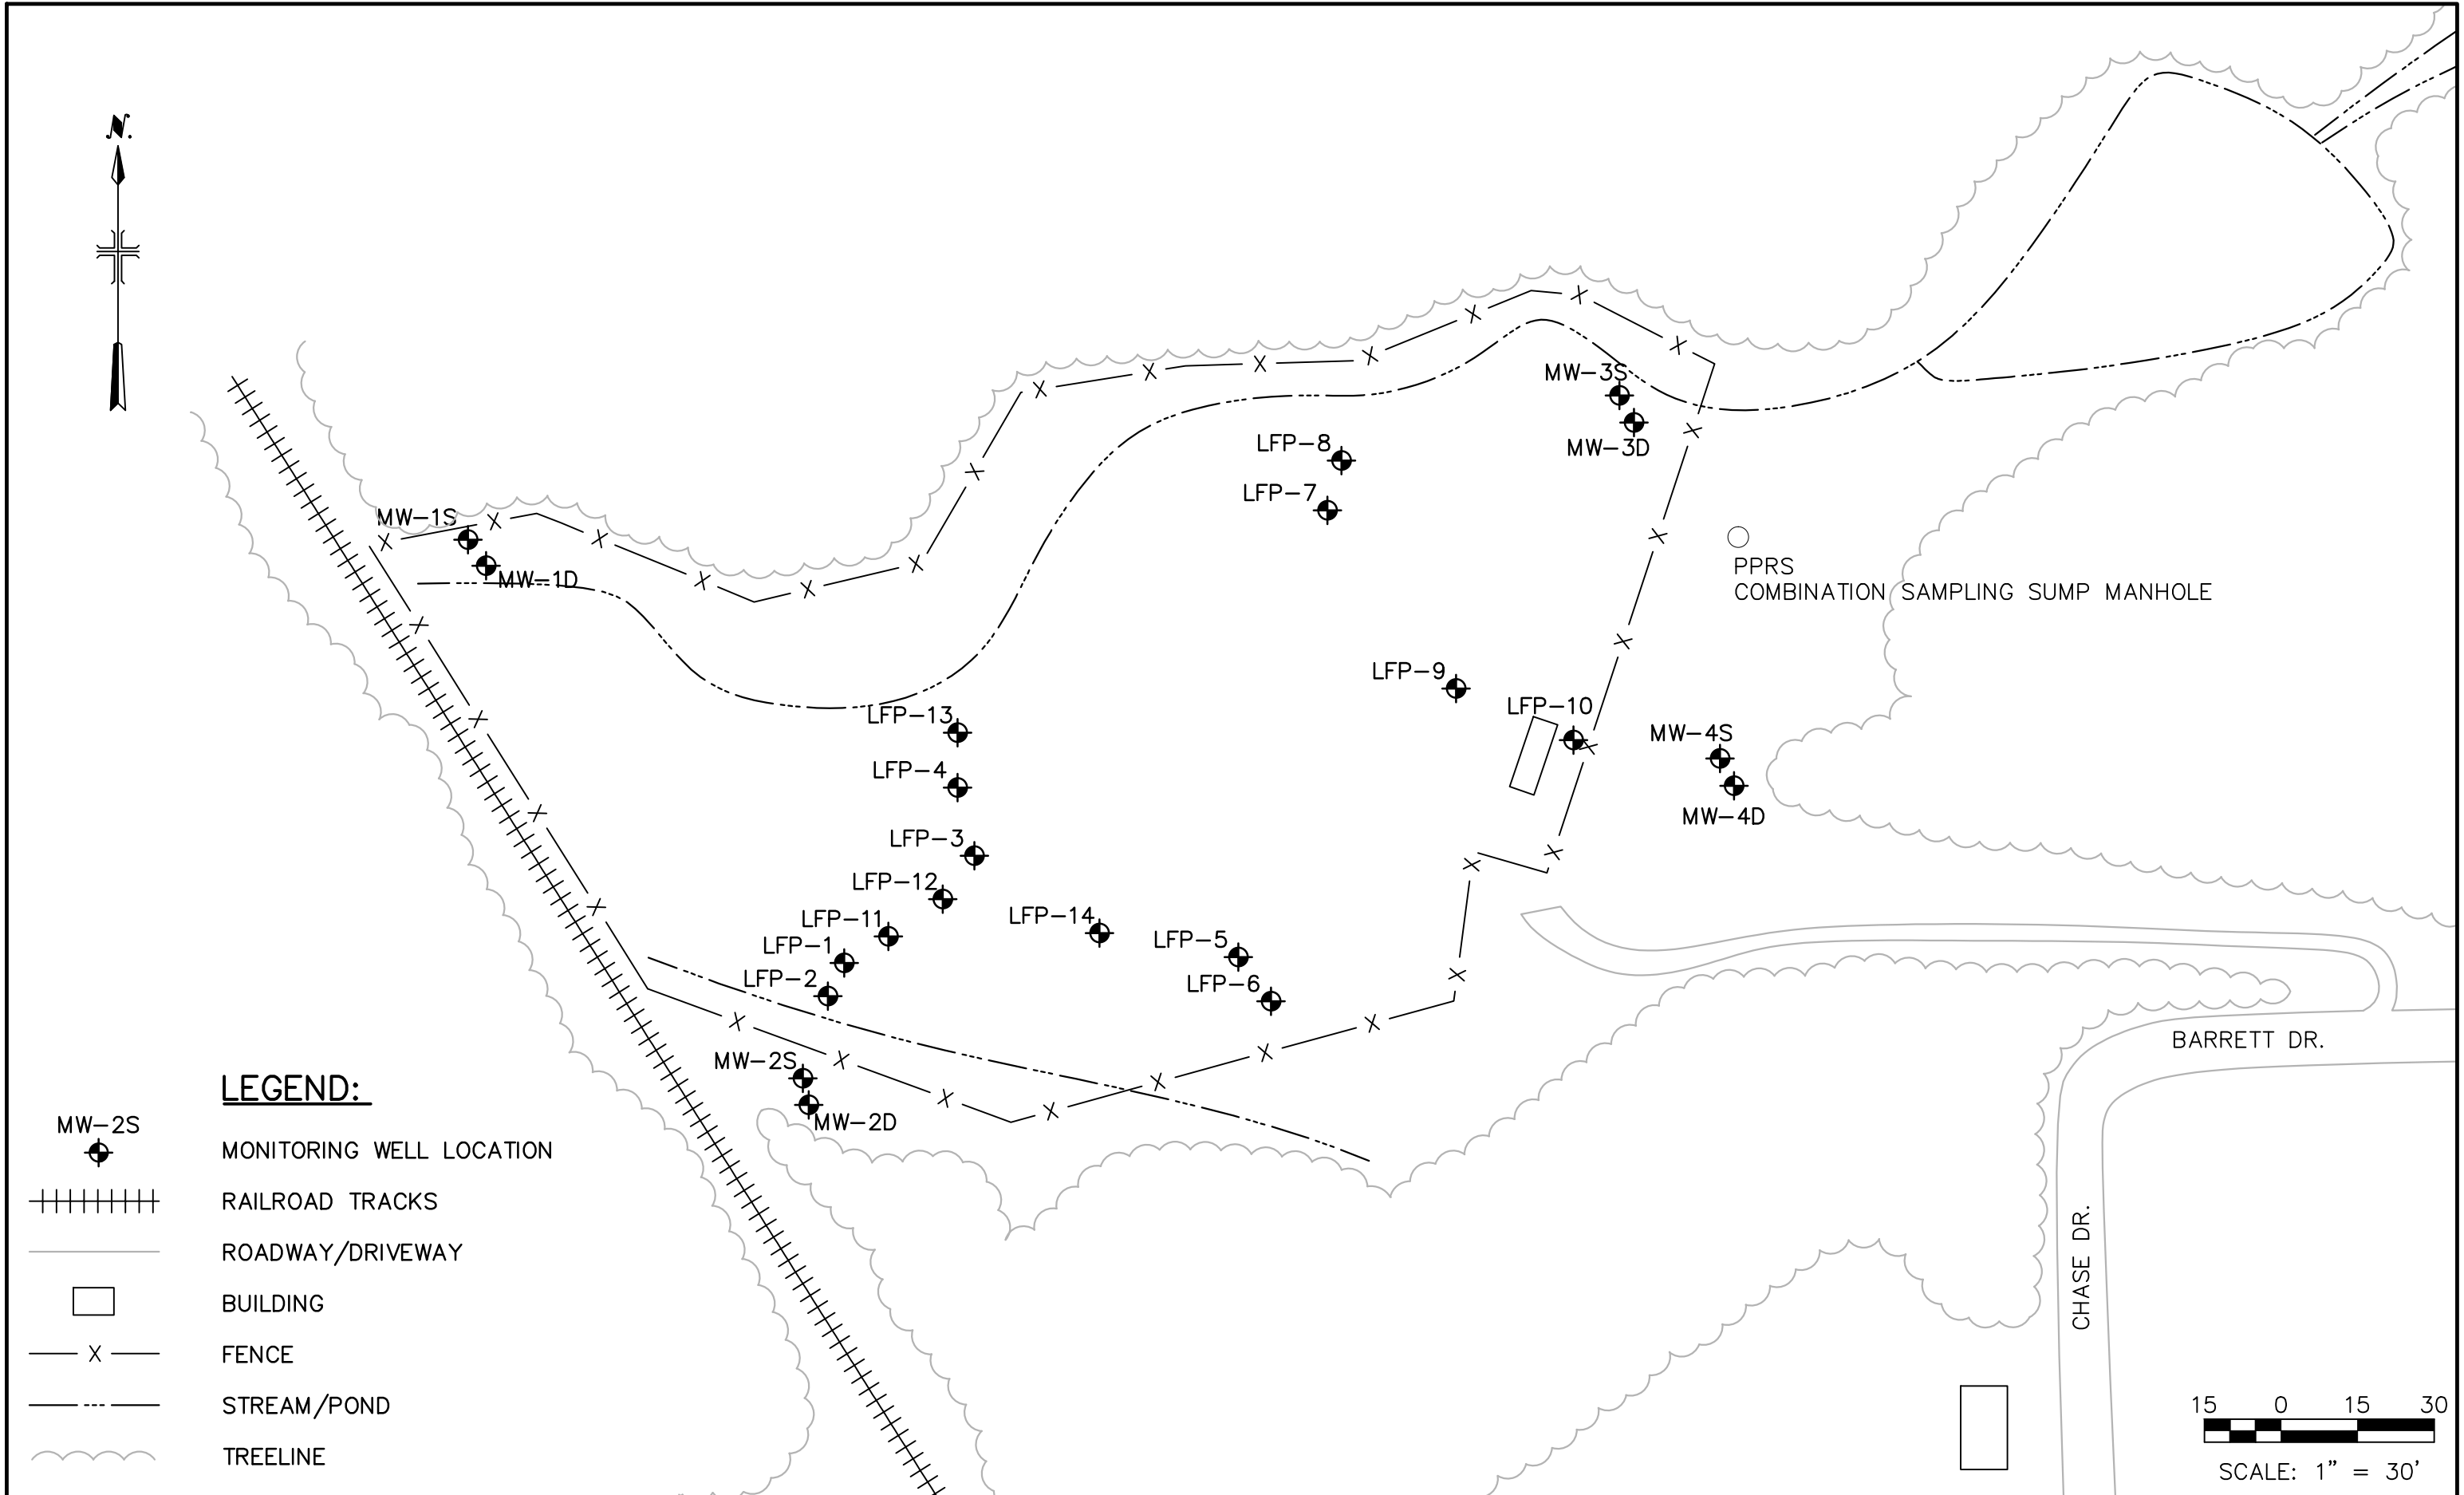 N.
MW-3S
MW-3D
LFP-8
LFP-7
MW-1S
MW-1D
PPRS
COMBINATION SAMPLING SUMP MANHOLE
LFP-9
LFP-10
LFP-13
MW-4S
LFP-4
MW-4D
LFP-3
LFP-12
LFP-11
LFP-14
LFP-1
LFP-5
LFP-2
LFP-6
BARRETT DR.
MW-2S
MW-2D
CHASE DR.
LEGEND:
MW-2S
MONITORING WELL LOCATION
RAILROAD TRACKS
ROADWAY/DRIVEWAY
BUILDING
X FENCE
STREAM/POND
TREELINE
15 0 15 30
SCALE: 1" = 30'